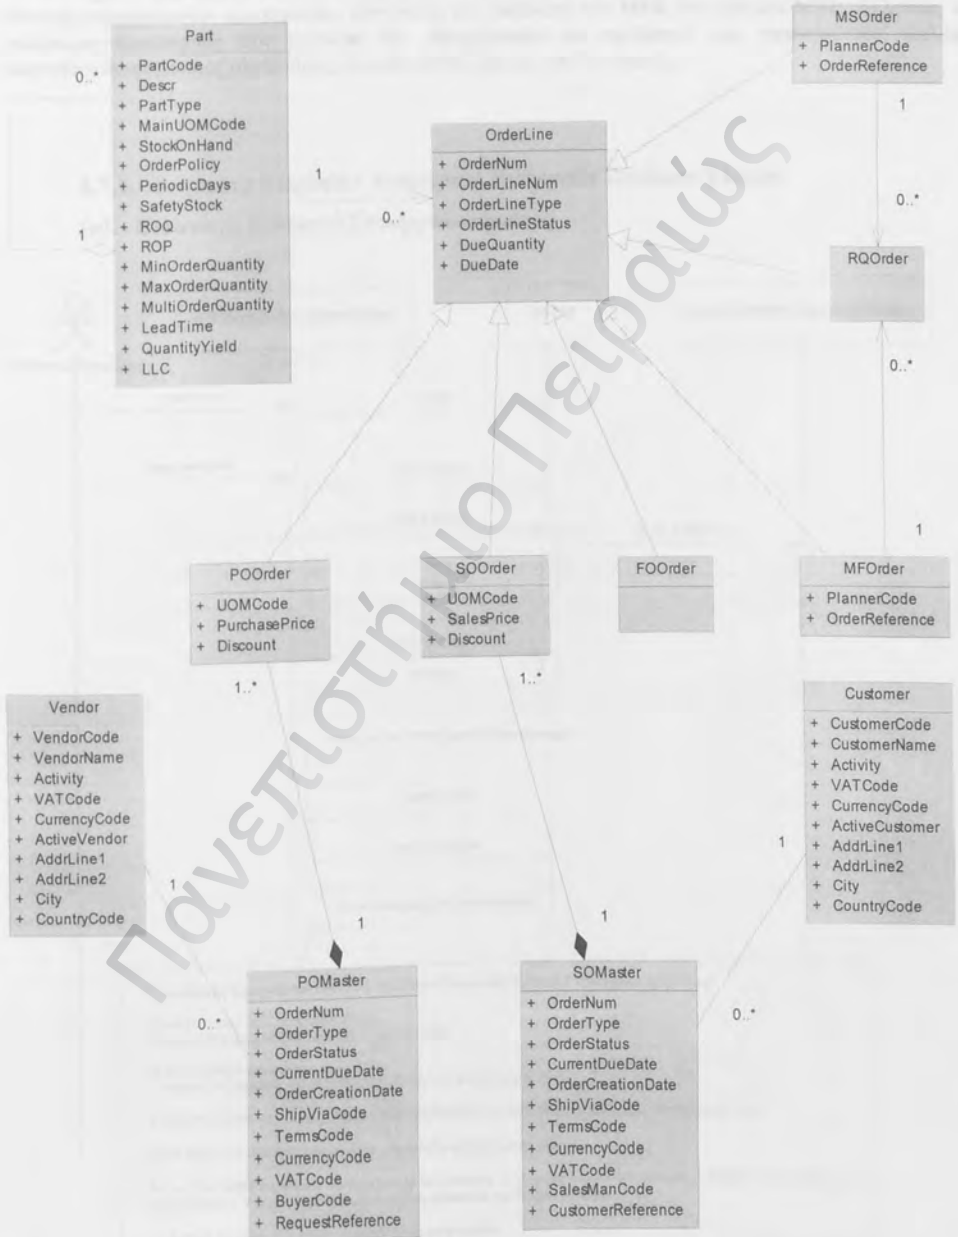 Part
+ PartCode
+ Descr
+ PartType
+ MainUOMCode
+ StockOnHand
+ OrderPolicy
+ PeriodicDays
+ SafetyStock
+ ROQ
+ ROP
+ MinOrderQuantity
+ MaxOrderQuantity
+ MultiOrderQuantity
+ LeadTime
+ QuantityYield
+ LLC
0..*
1
1
0..*
OrderLine
+ OrderNum
+ OrderLineNum
+ OrderLineType
+ OrderLineStatus
+ DueQuantity
+ DueDate
MSOrder
+ PlannerCode
+ OrderReference
1
0..*
RQOrder
0..*
1
POOrder
+ UOMCode
+ PurchasePrice
+ Discount
1..*
SOOrder
+ UOMCode
+ SalesPrice
+ Discount
1..*
FOOrder
MFOrder
+ PlannerCode
+ OrderReference
Vendor
+ VendorCode
+ VendorName
+ Activity
+ VATCode
+ CurrencyCode
+ ActiveVendor
+ AddrLine1
+ AddrLine2
+ City
+ CountryCode
1
0..*
1
1
Customer
+ CustomerCode
+ CustomerName
+ Activity
+ VATCode
+ CurrencyCode
+ ActiveCustomer
+ AddrLine1
+ AddrLine2
+ City
+ CountryCode
1
0..*
POMaster
+ OrderNum
+ OrderType
+ OrderStatus
+ CurrentDueDate
+ OrderCreationDate
+ ShipViaCode
+ TermsCode
+ CurrencyCode
+ VATCode
+ BuyerCode
+ RequestReference
SOMaster
+ OrderNum
+ OrderType
+ OrderStatus
+ CurrentDueDate
+ OrderCreationDate
+ ShipViaCode
+ TermsCode
+ CurrencyCode
+ VATCode
+ SalesManCode
+ CustomerReference
Πανεπιστήμιο Πειραιώς